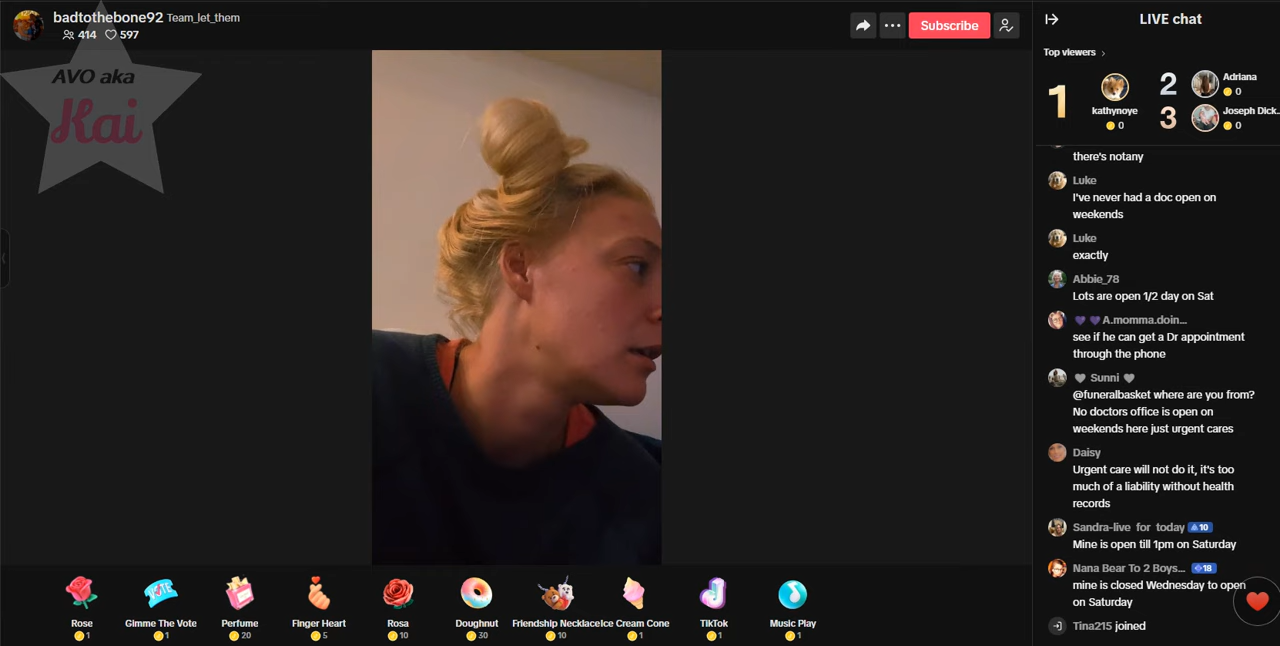 badtothebone92 Team_let_them
414 597
Subscribe
AVO aka
Kai
LIVE chat
Top viewers
1
kathynoye
0
2
Adriana
0
3
Joseph Dick...
0
there's notany
Luke
I've never had a doc open on
weekends
Luke
exactly
Abbie_78
Lots are open 1/2 day on Sat
A.momma.doin...
see if he can get a Dr appointment
through the phone
Sunni
@funeralbasket where are you from?
No doctors office is open on
weekends here just urgent cares
Daisy
Urgent care will not do it, it's too
much of a liability without health
records
Sandra-live for today 10
Mine is open till 1pm on Saturday
Nana Bear To 2 Boys... 18
mine is closed Wednesday to open
on Saturday
Tina215 joined
Rose
1
VOTE
Gimme The Vote
1
Perfume
20
Finger Heart
5
Rosa
10
Doughnut
30
Friendship Necklace
10
Ice Cream Cone
1
TikTok
1
Music Play
1